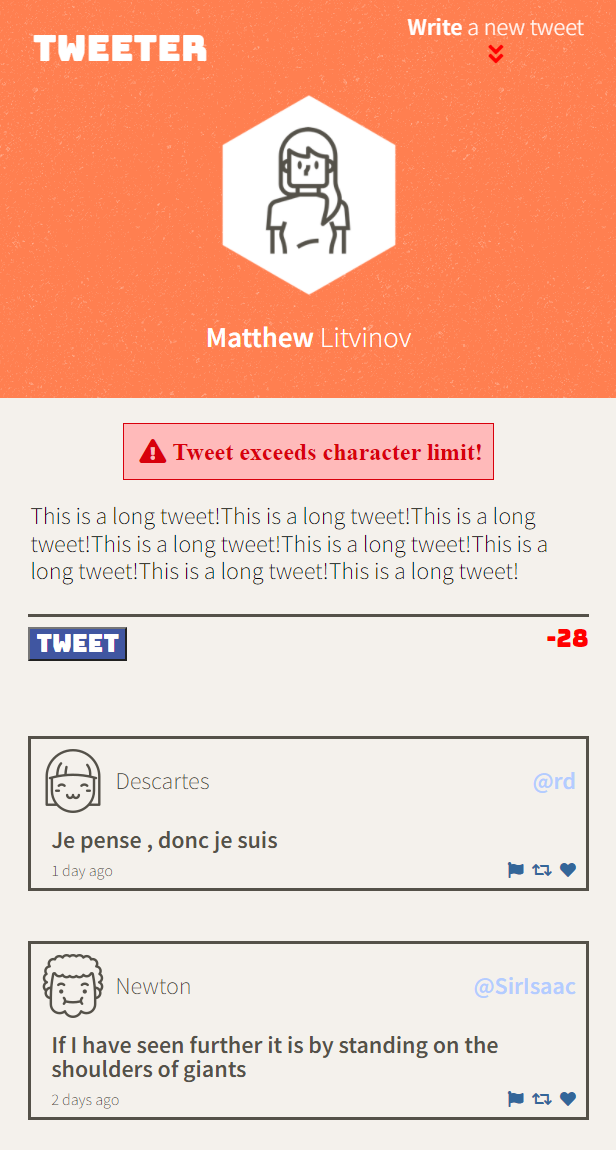 TWEETER
Write a new tweet
Matthew Litvinov
Tweet exceeds character limit!
This is a long tweet!This is a long tweet!This is a long
tweet!This is a long tweet!This is a long tweet!This is a
long tweet!This is a long tweet!This is a long tweet!
TWEET
-28
Descartes
@rd
Je pense , donc je suis
1 day ago
Newton
@SirIsaac
If I have seen further it is by standing on the
shoulders of giants
2 days ago